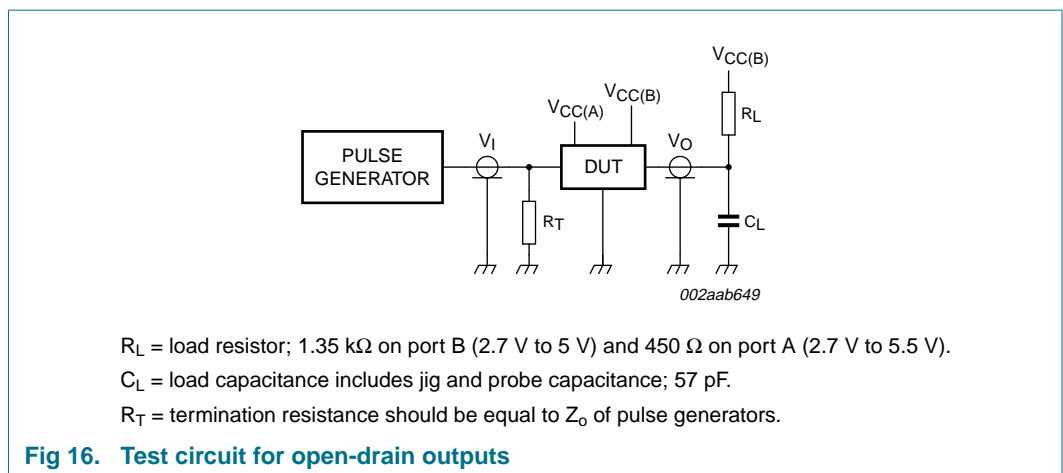 VCC(B)
VCC(B)
VCC(A)
RL
VI
VO
PULSE
GENERATOR
DUT
RT
CL
002aab649
RL = load resistor; 1.35 kΩ on port B (2.7 V to 5 V) and 450 Ω on port A (2.7 V to 5.5 V).
CL = load capacitance includes jig and probe capacitance; 57 pF.
RT = termination resistance should be equal to Zo of pulse generators.
Fig 16. Test circuit for open-drain outputs